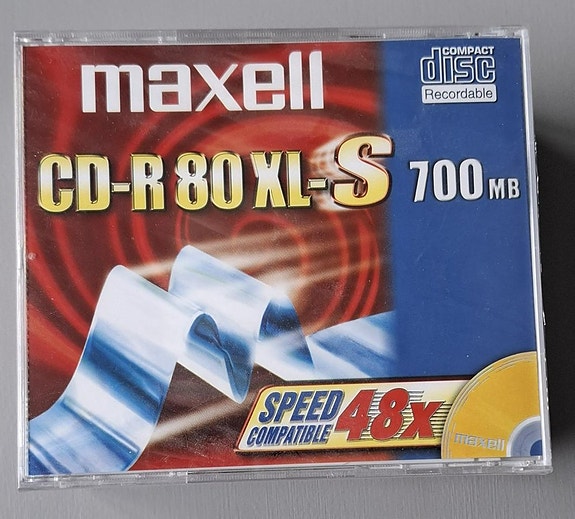 maxell
COMPACT
disc
Recordable
CD-R 80 XL-S 700 MB
SPEED
COMPATIBLE
48x
maxell